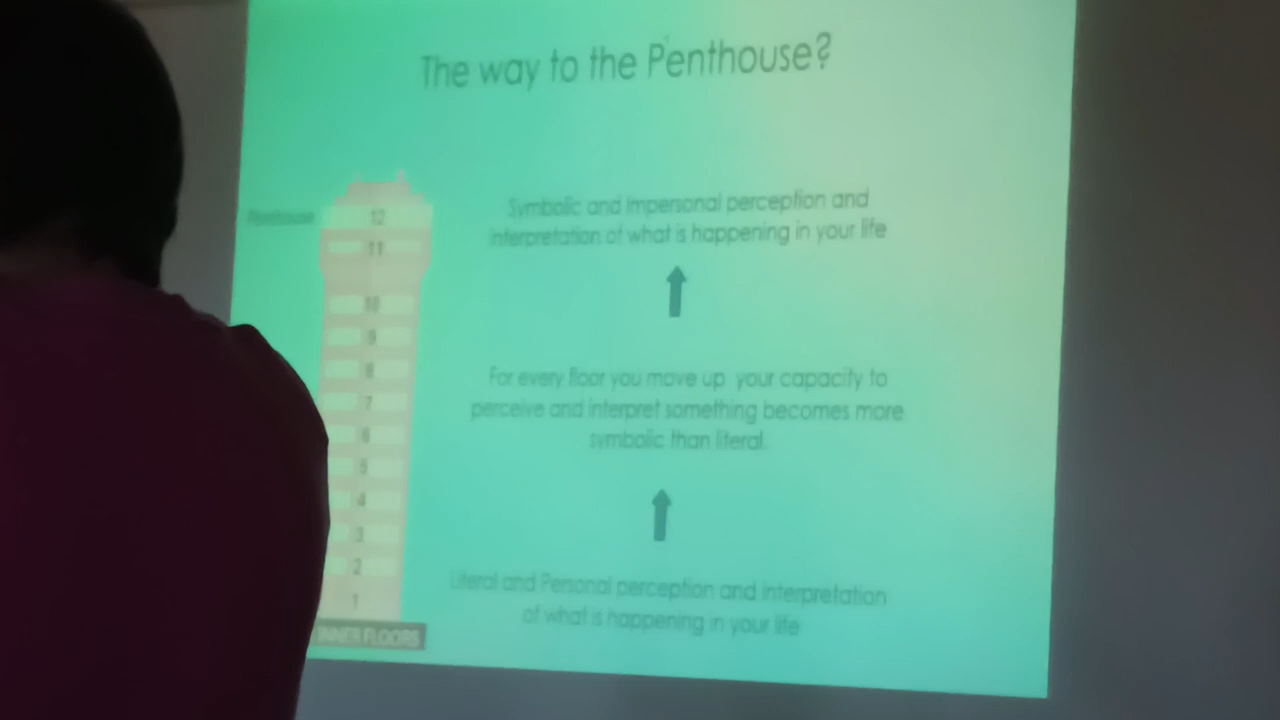 The way to the Penthouse?
Penthouse
12
11
10
9
8
7
6
5
4
3
2
1
INNER FLOORS
Symbolic and Impersonal perception and
interpretation of what is happening in your life
For every floor you move up your capacity to
perceive and interpret something becomes more
symbolic than literal.
Literal and Personal perception and interpretation
of what is happening in your life